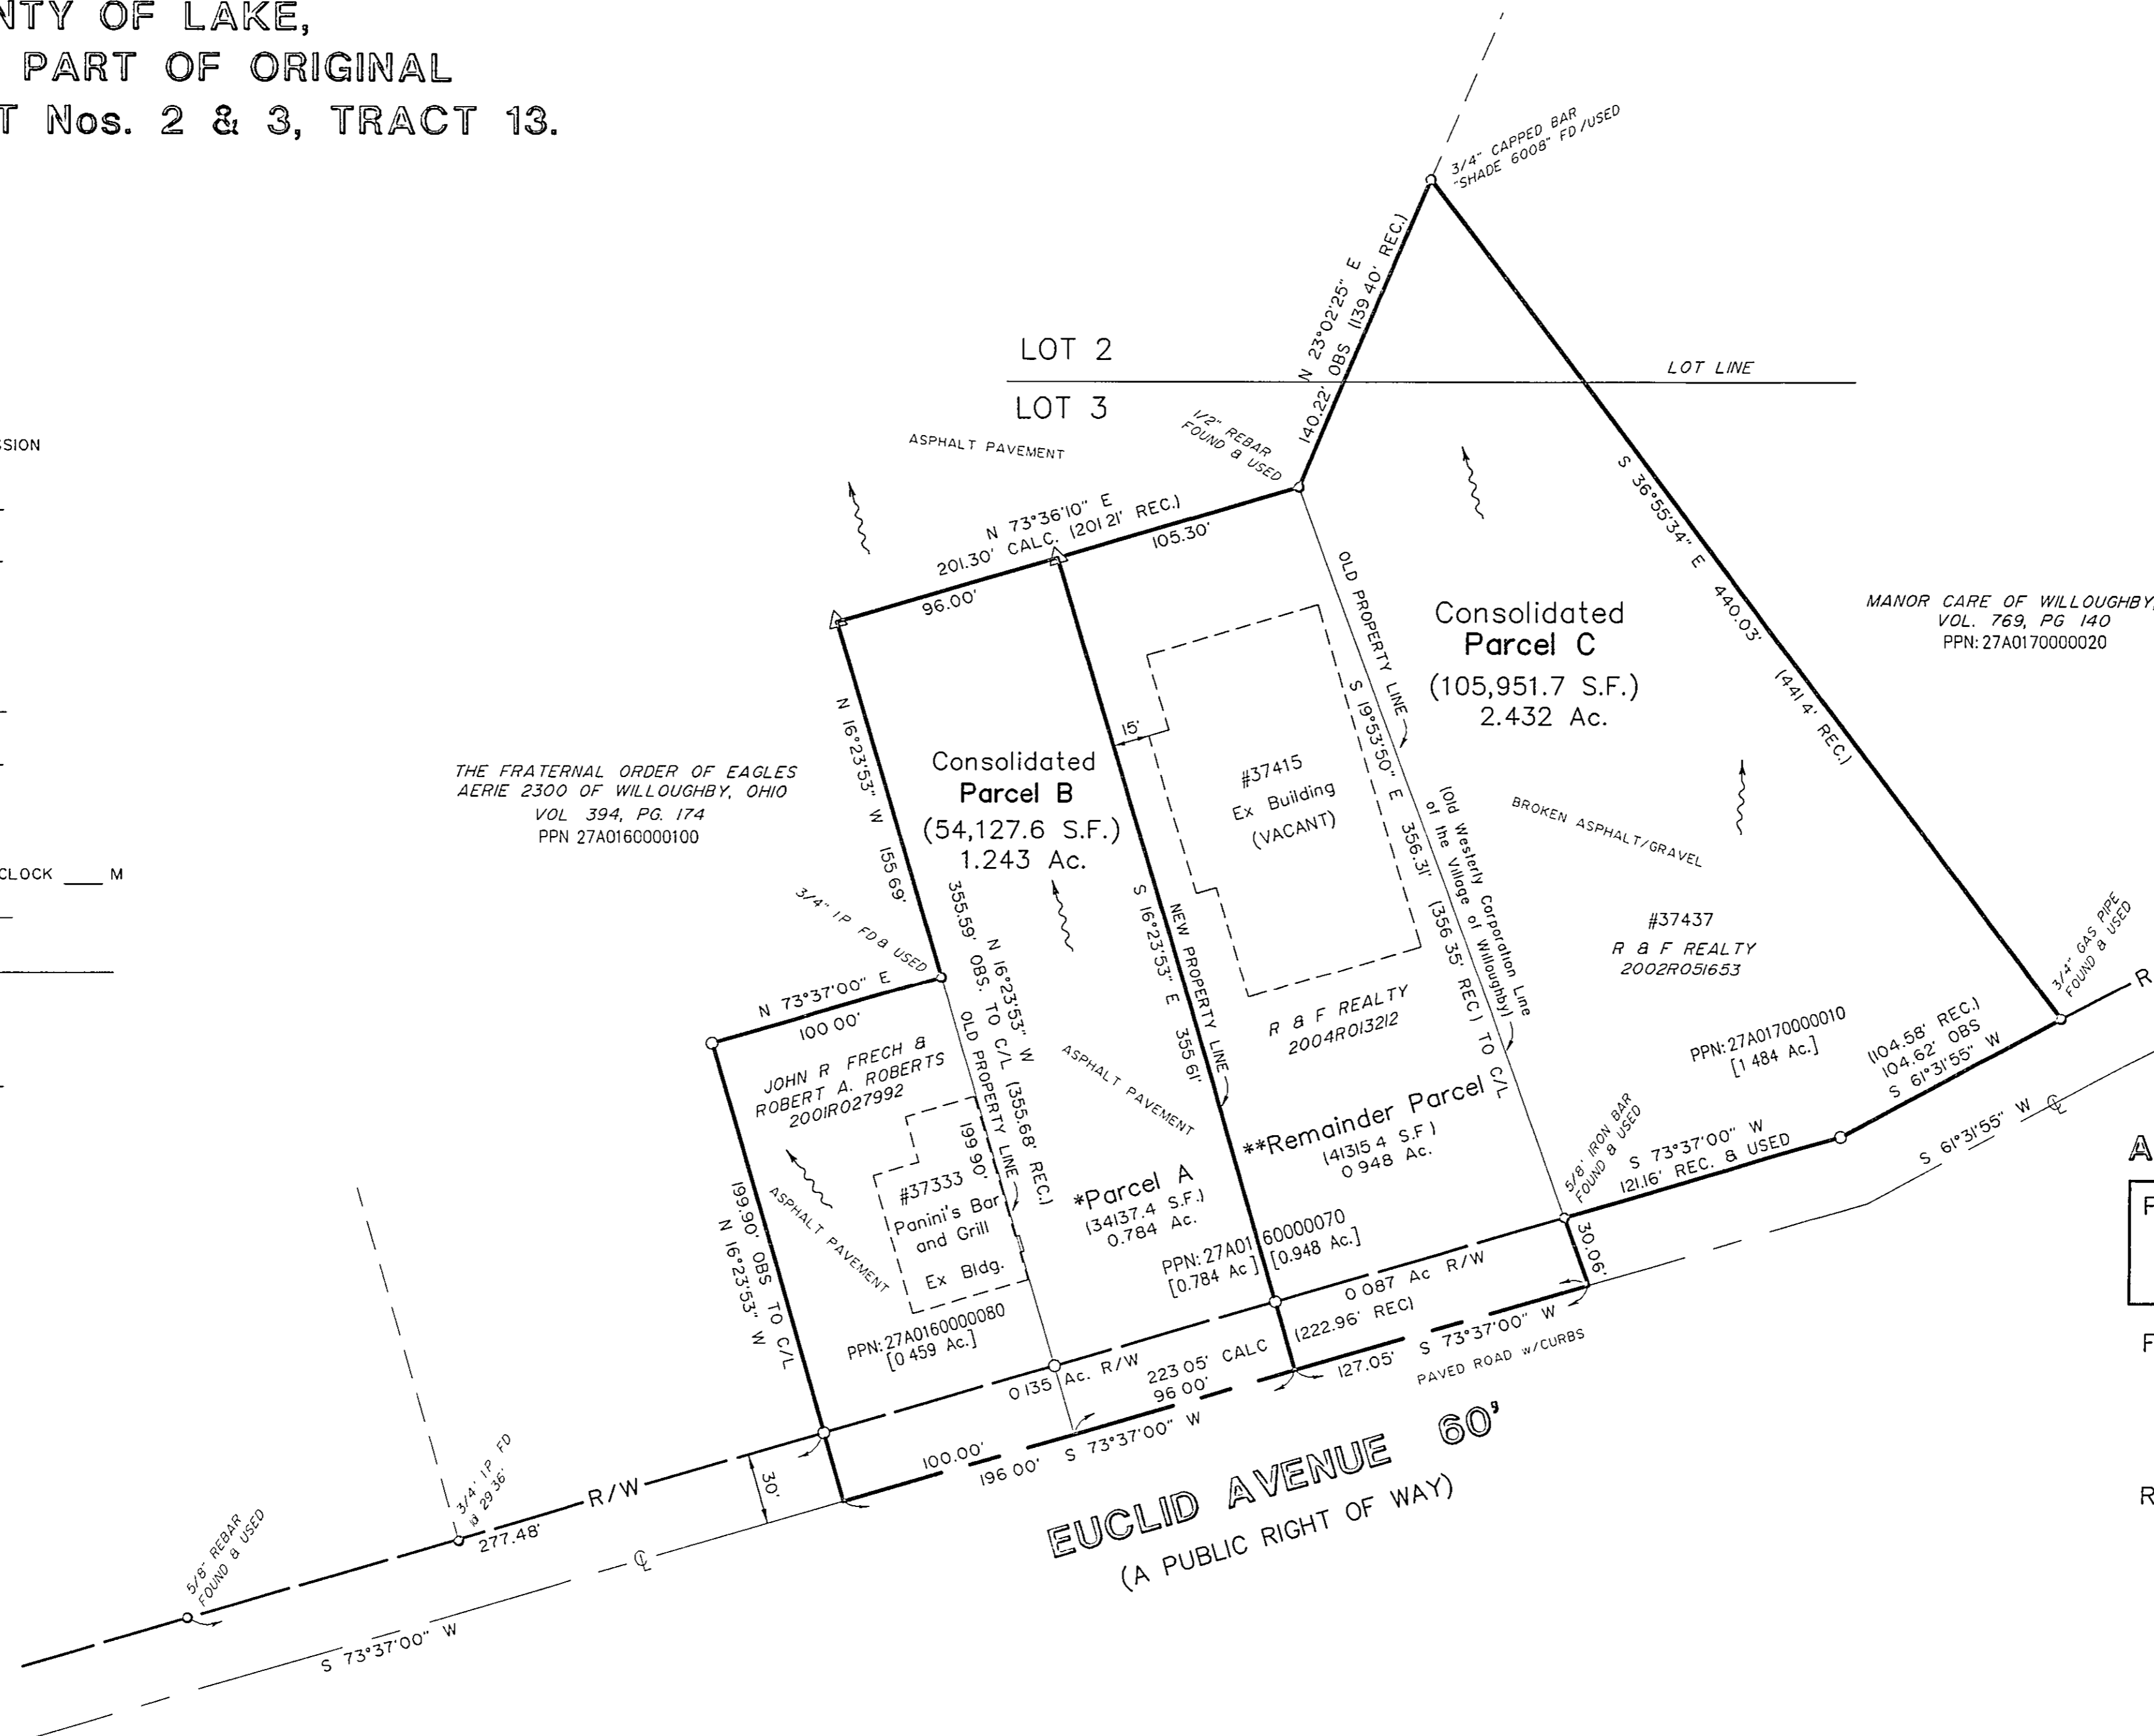 NTY OF LAKE,
PART OF ORIGINAL
T Nos. 2 & 3, TRACT 13.
SSION
CLOCK ____ M
3/4" CAPPED BAR
"SHADE 6008" FD/USED
N 23°02'25" E
140.22' OBS (139 40' REC.)
LOT 2
LOT LINE
LOT 3
ASPHALT PAVEMENT
1/2" REBAR
FOUND & USED
N 73°36'10" E
201.30' CALC. (201 21' REC.)
96.00'
105.30'
S 36°55'34" E 440.03' (441 4' REC.)
MANOR CARE OF WILLOUGHBY,
VOL. 769, PG 140
PPN: 27A0170000020
Consolidated
Parcel C
(105,951.7 S.F.)
2.432 Ac.
OLD PROPERTY LINE
S 19°53'50" E 356.31' (356 35' REC) TO C/L
(Old Westerly Corporation Line
of the Village of Willoughby)
BROKEN ASPHALT/GRAVEL
15'
#37415
Ex Building
(VACANT)
N 16°23'53" W 155 69'
THE FRATERNAL ORDER OF EAGLES
AERIE 2300 OF WILLOUGHBY, OHIO
VOL 394, PG. 174
PPN 27A0160000100
Consolidated
Parcel B
(54,127.6 S.F.)
1.243 Ac.
3/4" I.P FD & USED
N 16°23'53" W
355.59' OBS. TO C/L (355.68' REC.)
OLD PROPERTY LINE
NEW PROPERTY LINE
S 16°23'53" E 355 61'
#37437
R & F REALTY
2002R051653
3/4" GAS PIPE
FOUND & USED
R
N 73°37'00" E
100 00'
R & F REALTY
2004R013212
PPN: 27A0170000010
[1 484 Ac.]
(104.58' REC.)
104.62' OBS
S 61°31'55" W
JOHN R FRECH &
ROBERT A. ROBERTS
2001R027992
ASPHALT PAVEMENT
**Remainder Parcel
(41315 4 S.F)
0 948 Ac.
5/8' IRON BAR
FOUND & USED
S 73°37'00" W
121.16' REC. & USED
S 61°31'55" W
A
F
199 90'
#37333
Panini's Bar
and Grill
Ex Bldg.
*Parcel A
(34137.4 S.F.)
0.784 Ac.
PPN: 27A0160000070
[0.784 Ac] [0.948 Ac.]
ASPHALT PAVEMENT
199.90' OBS TO C/L
N 16°23'53" W
PPN: 27A0160000080
[0 459 Ac.]
0 087 Ac R/W
30.06'
0 135 Ac. R/W
223 05' CALC (222.96' REC)
96 00'
127.05'
S 73°37'00" W
PAVED ROAD w/CURBS
F
100.00'
196 00' S 73°37'00" W
EUCLID AVENUE 60'
(A PUBLIC RIGHT OF WAY)
R
30'
R/W
3/4' I.P FD
29 36'
277.48'
5/8" REBAR
FOUND & USED
S 73°37'00" W